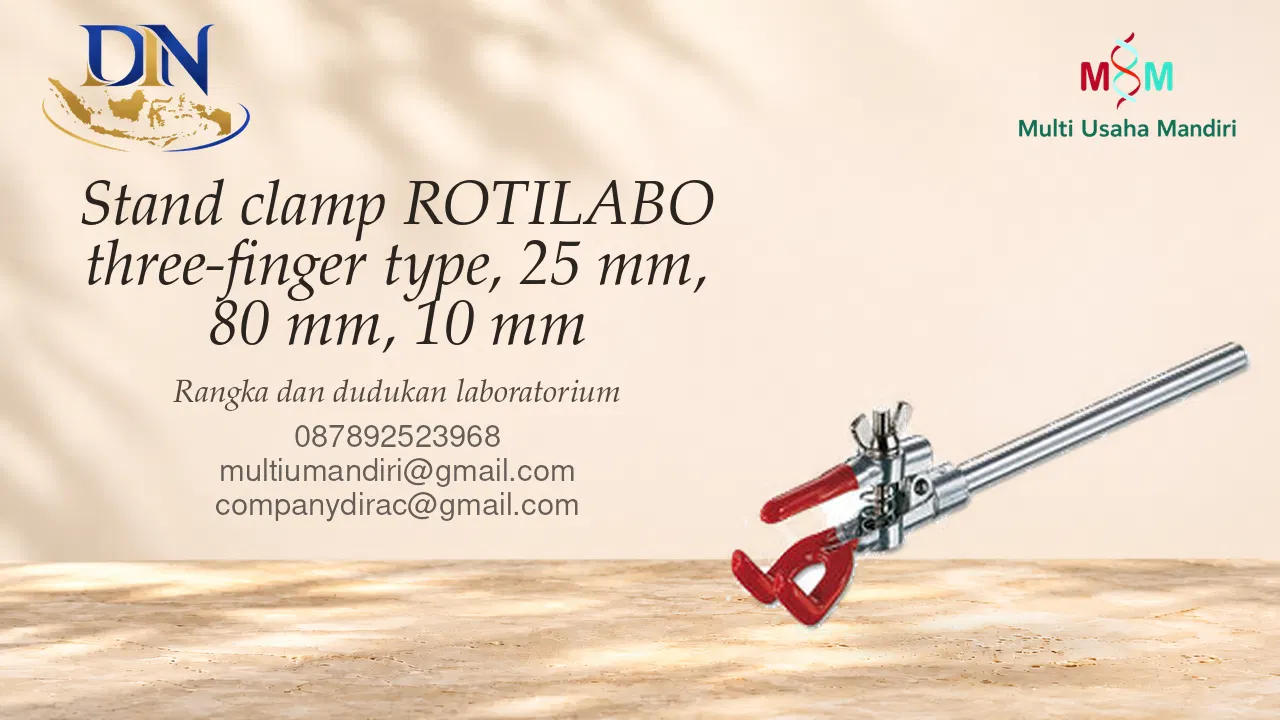 DIN
M M
Multi Usaha Mandiri
Stand clamp ROTILABO
three-finger type, 25 mm,
80 mm, 10 mm
Rangka dan dudukan laboratorium
087892523968
multiumandiri@gmail.com
companydirac@gmail.com